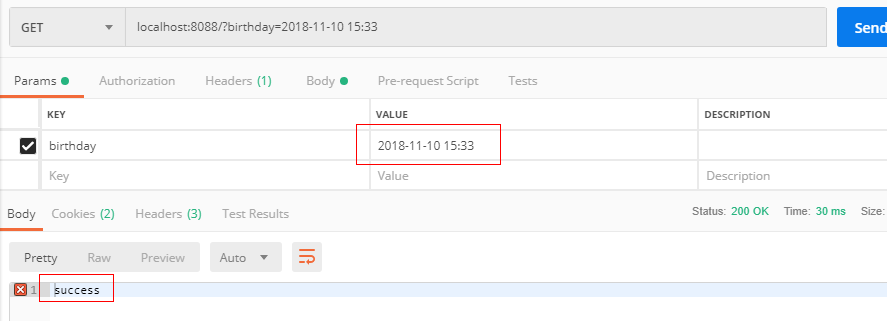 GET localhost:8088/?birthday=2018-11-10 15:33 Send
Params Authorization Headers (1) Body Pre-request Script Tests
KEY VALUE DESCRIPTION
birthday 2018-11-10 15:33
Key Value Description
Body Cookies (2) Headers (3) Test Results Status: 200 OK Time: 30 ms Size:
Pretty Raw Preview Auto
1 success